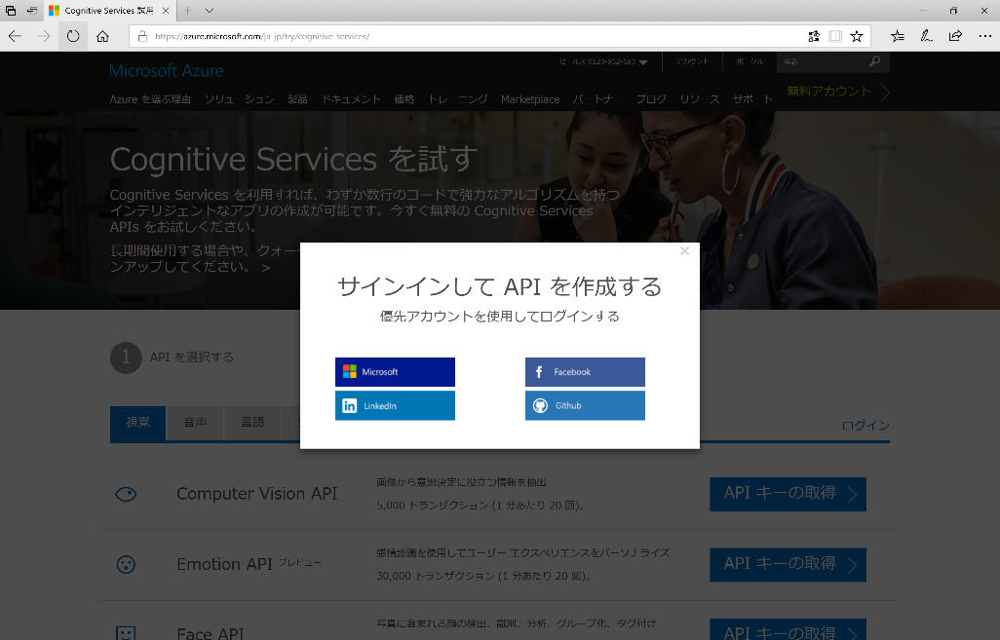 Cognitive Services 試用
https://azure.microsoft.com/ja-jp/try/cognitive-services/
Microsoft Azure
セールス 0120-952-593
アカウント
ポータル
検索
Azure を選ぶ理由 ソリューション 製品 ドキュメント 価格 トレーニング Marketplace パートナー ブログ リソース サポート
無料アカウント
Cognitive Services を試す
Cognitive Services を利用すれば、わずか数行のコードで強力なアルゴリズムを持つ
インテリジェントなアプリの作成が可能です。今すぐ無料の Cognitive Services
APIs をお試しください。
長期間使用する場合や、クォー
ンアップしてください。 >
サインインして API を作成する
優先アカウントを使用してログインする
Microsoft
Facebook
LinkedIn
Github
1 API を選択する
視覚 音声 言語
ログイン
Computer Vision API
画像から意思決定に役立つ情報を抽出
5,000 トランザクション (1 分あたり 20 回)。
API キーの取得
Emotion API プレビュー
感情認識を使用してユーザー エクスペリエンスをパーソナライズ
30,000 トランザクション (1 分あたり 20 回)。
API キーの取得
Face API
写真に含まれる顔の検出、識別、分析、グループ化、タグ付け
API キーの取得